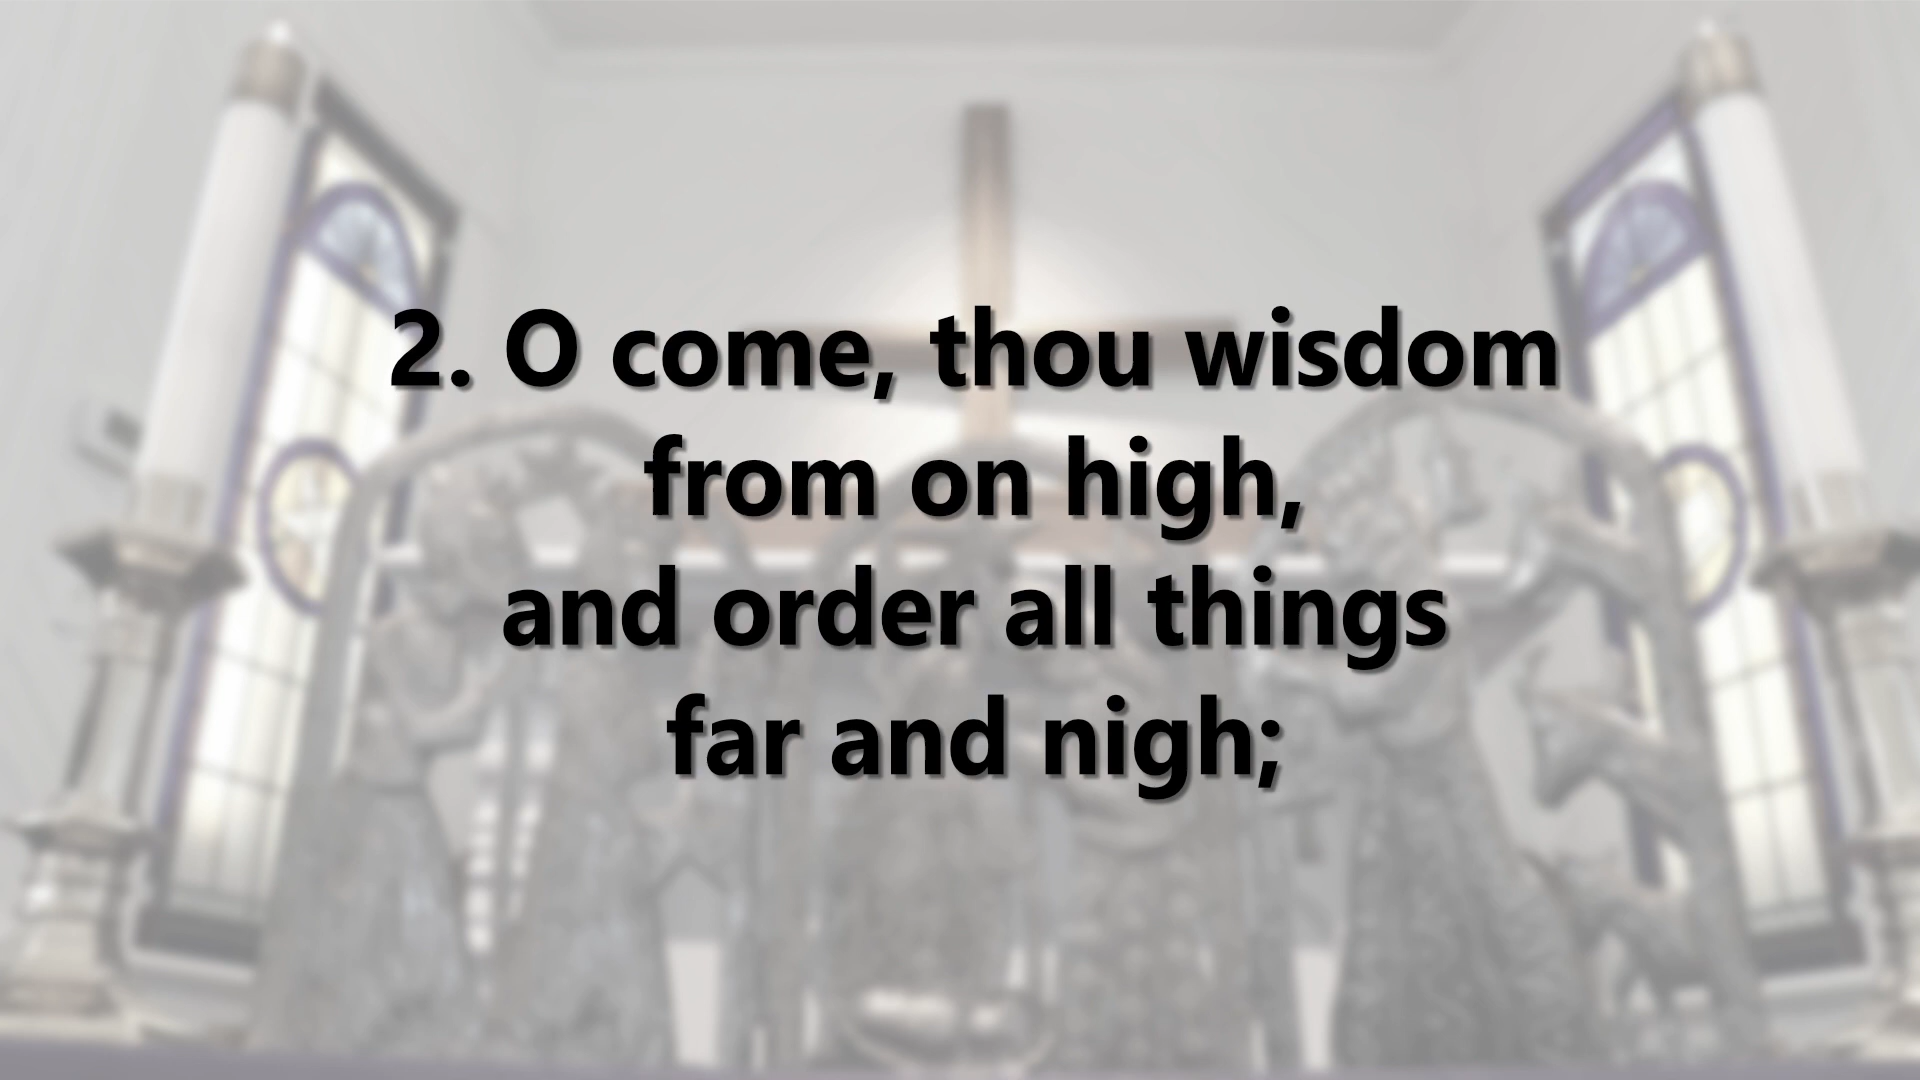 2. O come, thou wisdom
from on high,
and order all things
far and nigh;